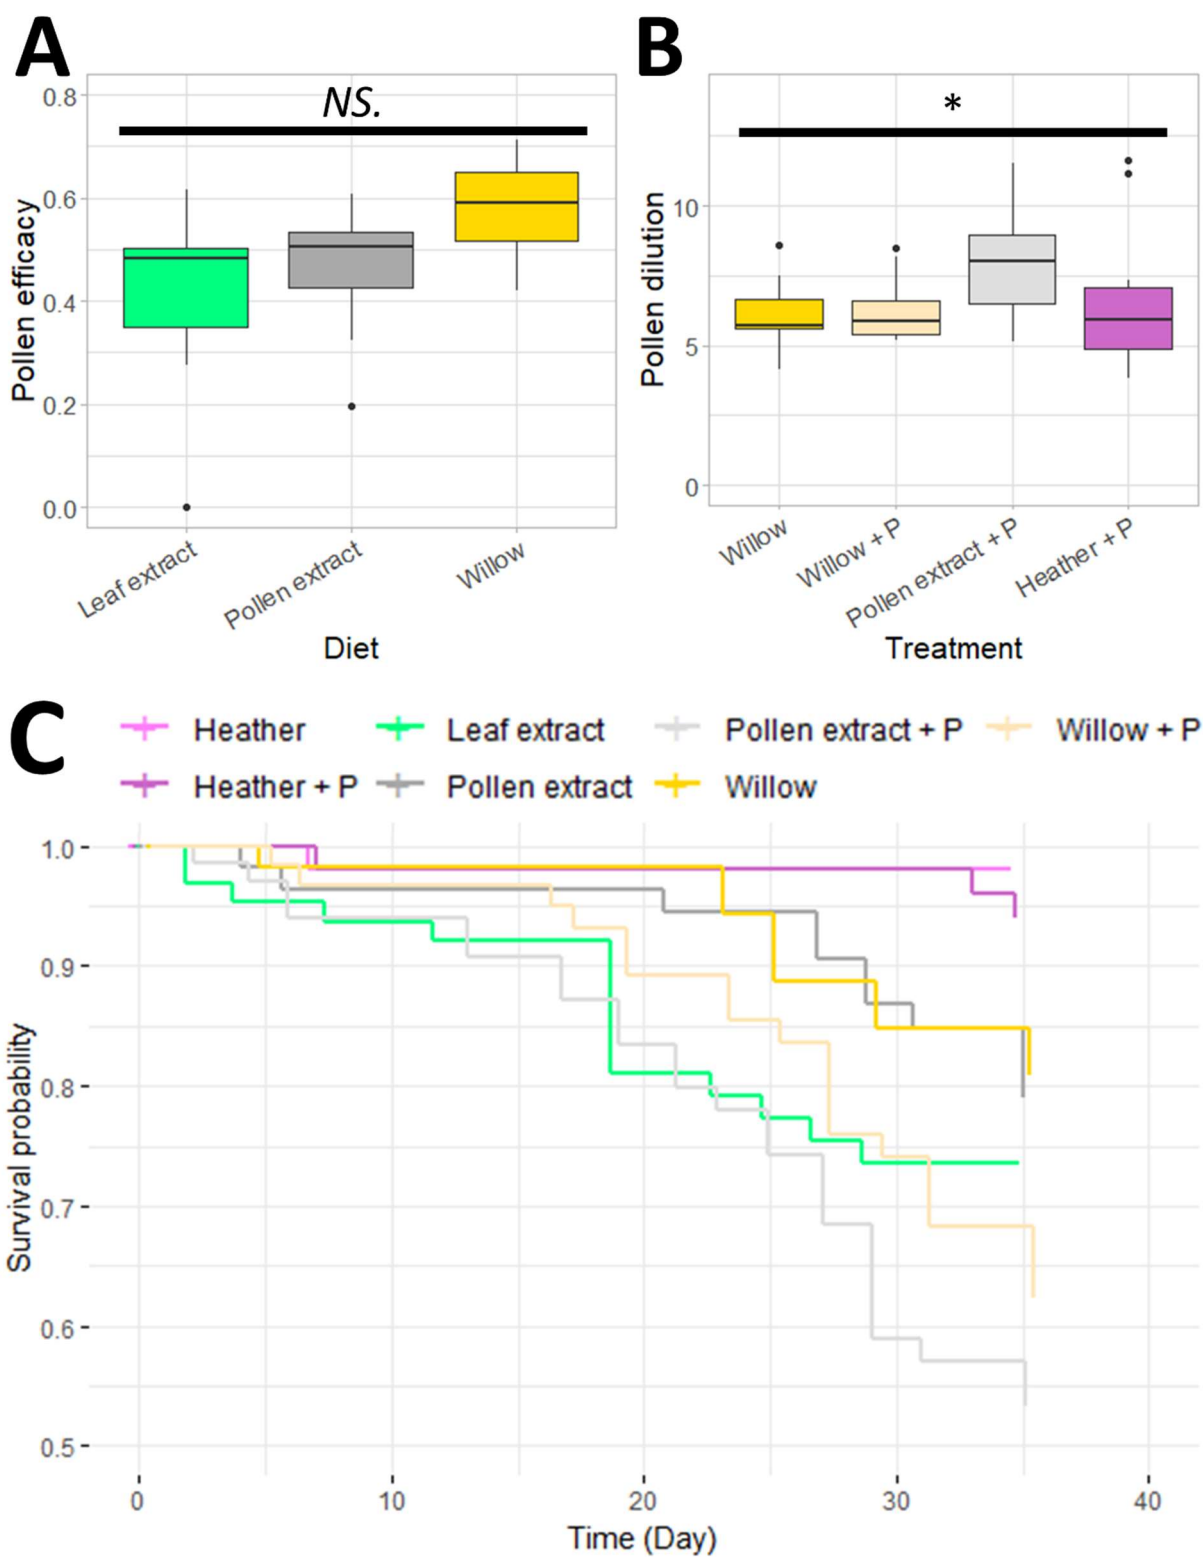 A
NS.
0.8
0.6
0.4
0.2
0.0
Pollen efficacy
Leaf extract
Pollen extract
Willow
Diet
B
*
10
5
0
Pollen dilution
Willow
Willow + P
Pollen extract + P
Heather + P
Treatment
C
Heather
Leaf extract
Pollen extract + P
Willow + P
Heather + P
Pollen extract
Willow
1.0
0.9
0.8
0.7
0.6
0.5
Survival probability
0
10
20
30
40
Time (Day)